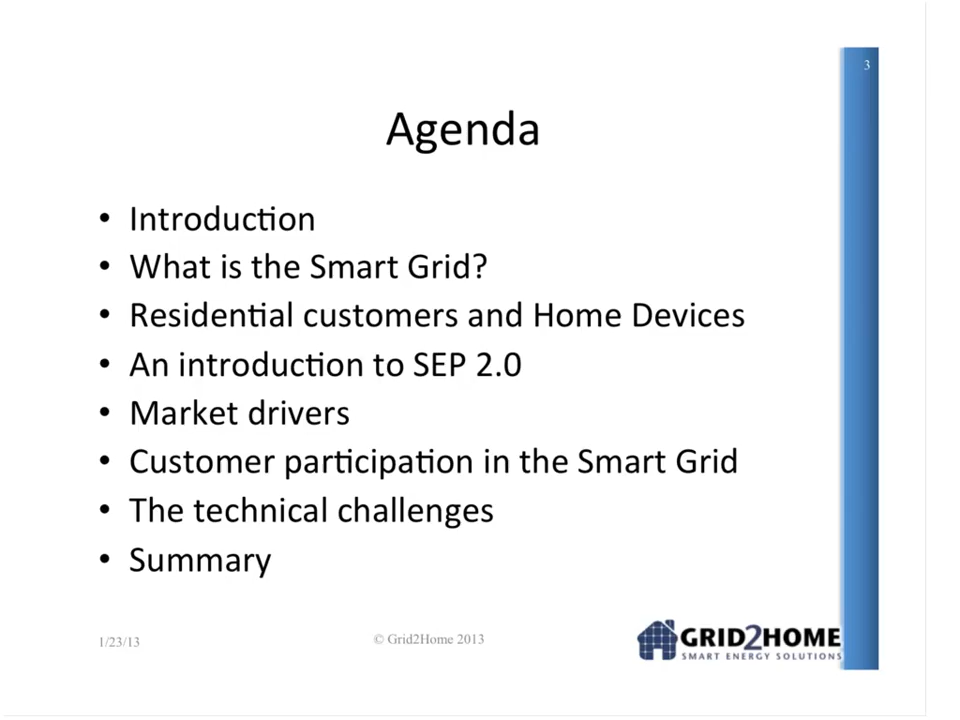 3
Agenda
• Introduction
• What is the Smart Grid?
• Residential customers and Home Devices
• An introduction to SEP 2.0
• Market drivers
• Customer participation in the Smart Grid
• The technical challenges
• Summary
1/23/13
© Grid2Home 2013
GRID2HOME
SMART ENERGY SOLUTIONS